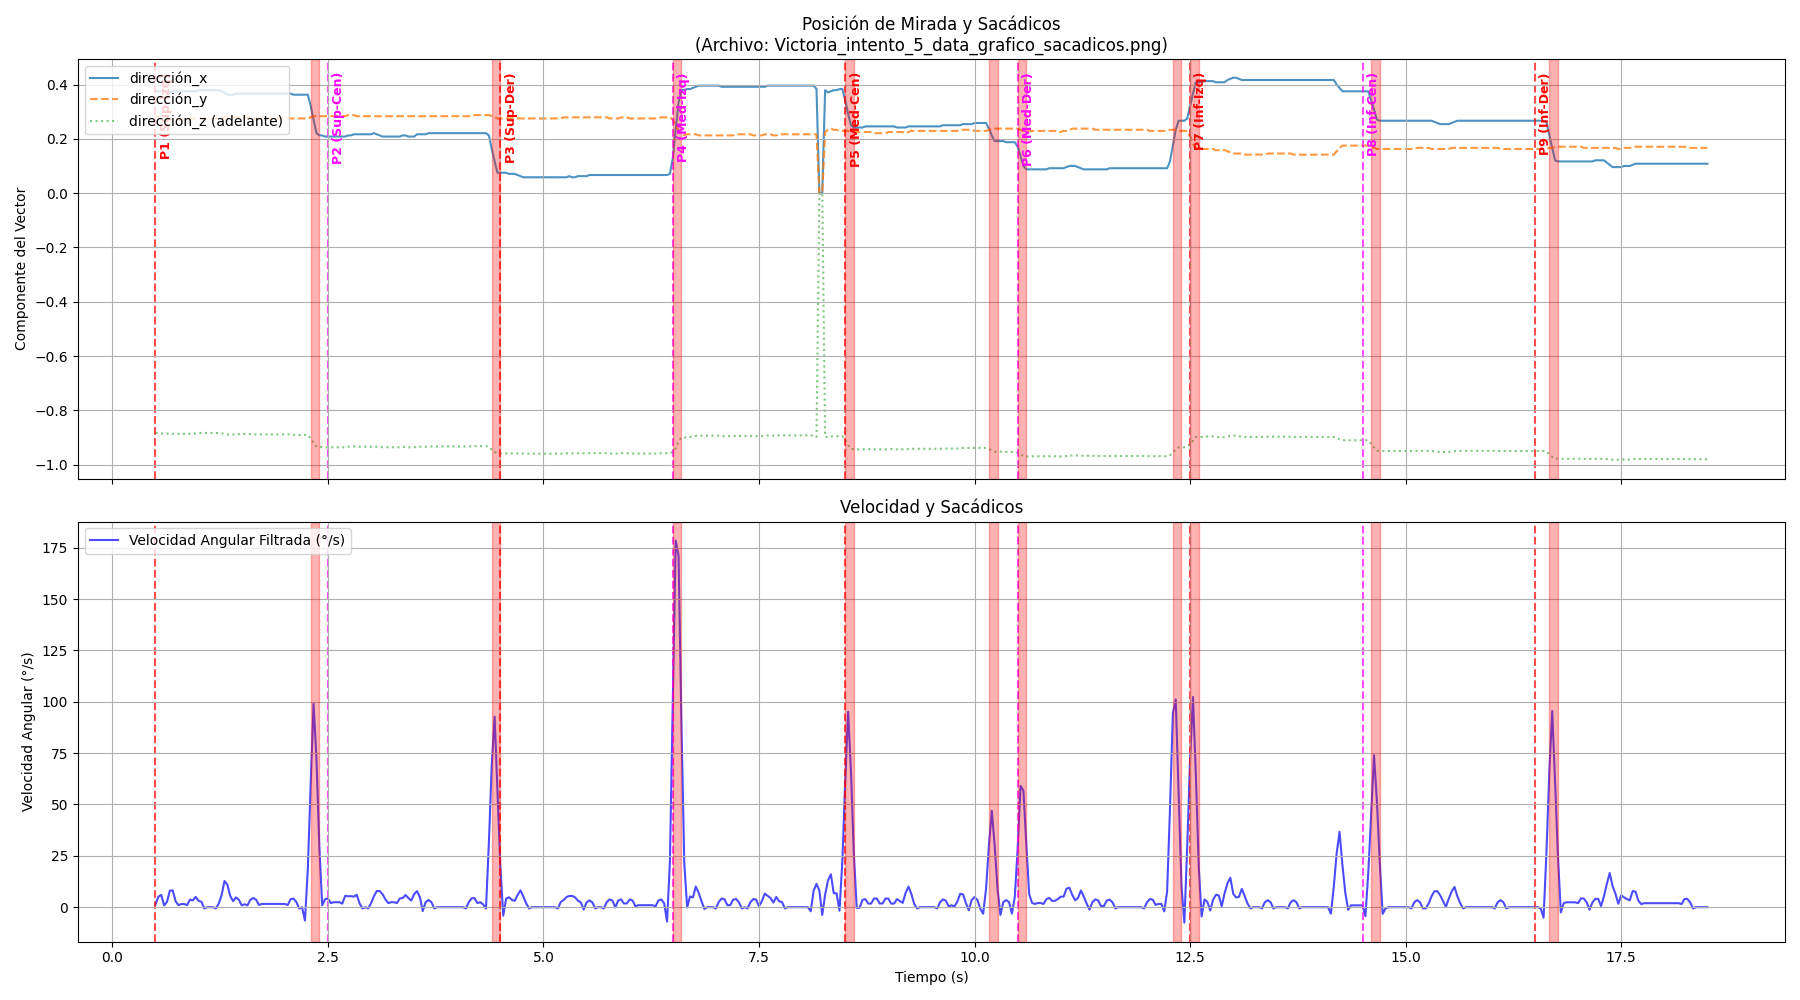 Posición de Mirada y Sacádicos
(Archivo: Victoria_intento_5_data_grafico_sacadicos.png)
dirección_x
dirección_y
dirección_z (adelante)
P1 (Sup-Izq)
P2 (Sup-Cen)
P3 (Sup-Der)
P4 (Med-Izq)
P5 (Med-Cen)
P6 (Med-Der)
P7 (Inf-Izq)
P8 (Inf-Cen)
P9 (Inf-Der)
Componente del Vector
0.4
0.2
0.0
−0.2
−0.4
−0.6
−0.8
−1.0
Velocidad y Sacádicos
Velocidad Angular Filtrada (°/s)
Velocidad Angular (°/s)
175
150
125
100
75
50
25
0
0.0
2.5
5.0
7.5
10.0
12.5
15.0
17.5
Tiempo (s)